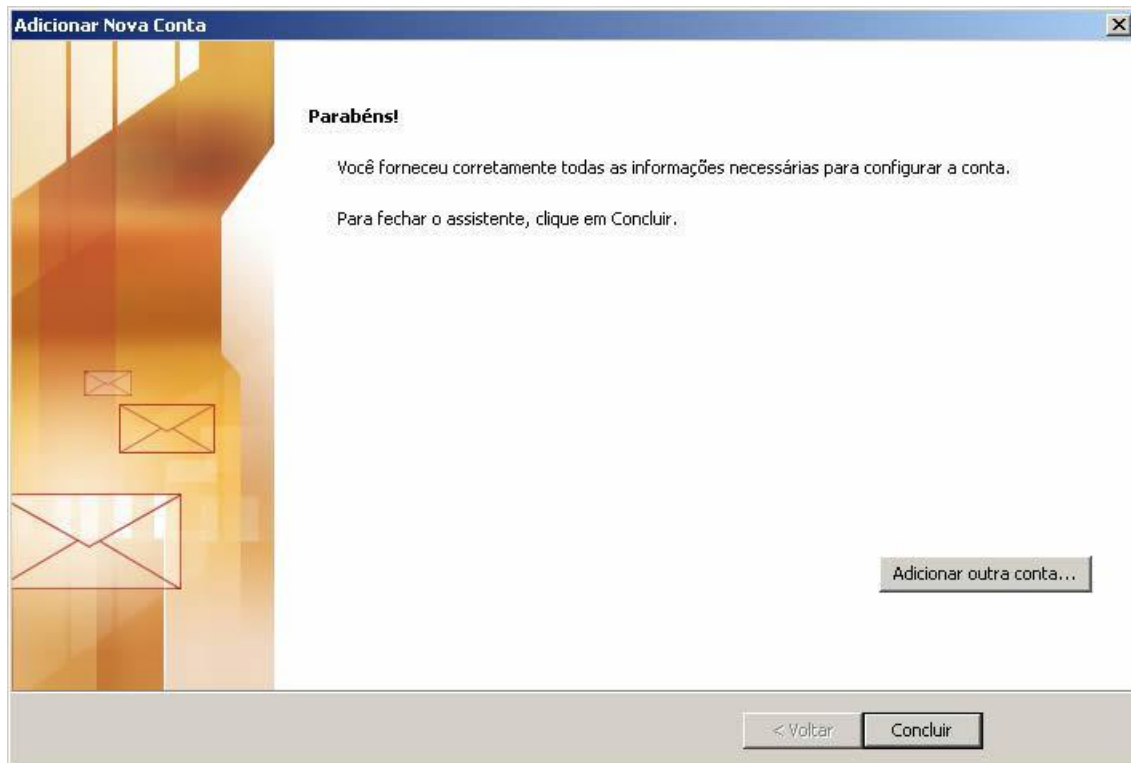 Adicionar Nova Conta
Parabéns!
Você forneceu corretamente todas as informações necessárias para configurar a conta.
Para fechar o assistente, clique em Concluir.
Adicionar outra conta...
< Voltar
Concluir